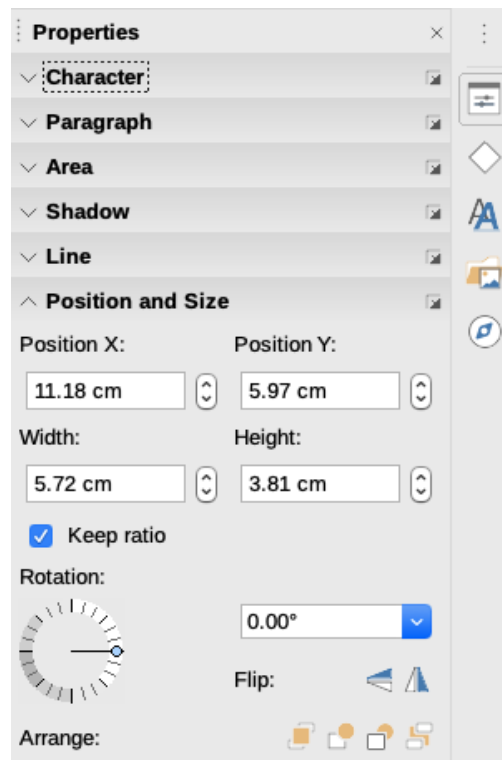 Properties
Character
Paragraph
Area
Shadow
Line
Position and Size
Position X: Position Y:
11.18 cm 5.97 cm
Width: Height:
5.72 cm 3.81 cm
Keep ratio
Rotation:
0.00°
Flip:
Arrange: